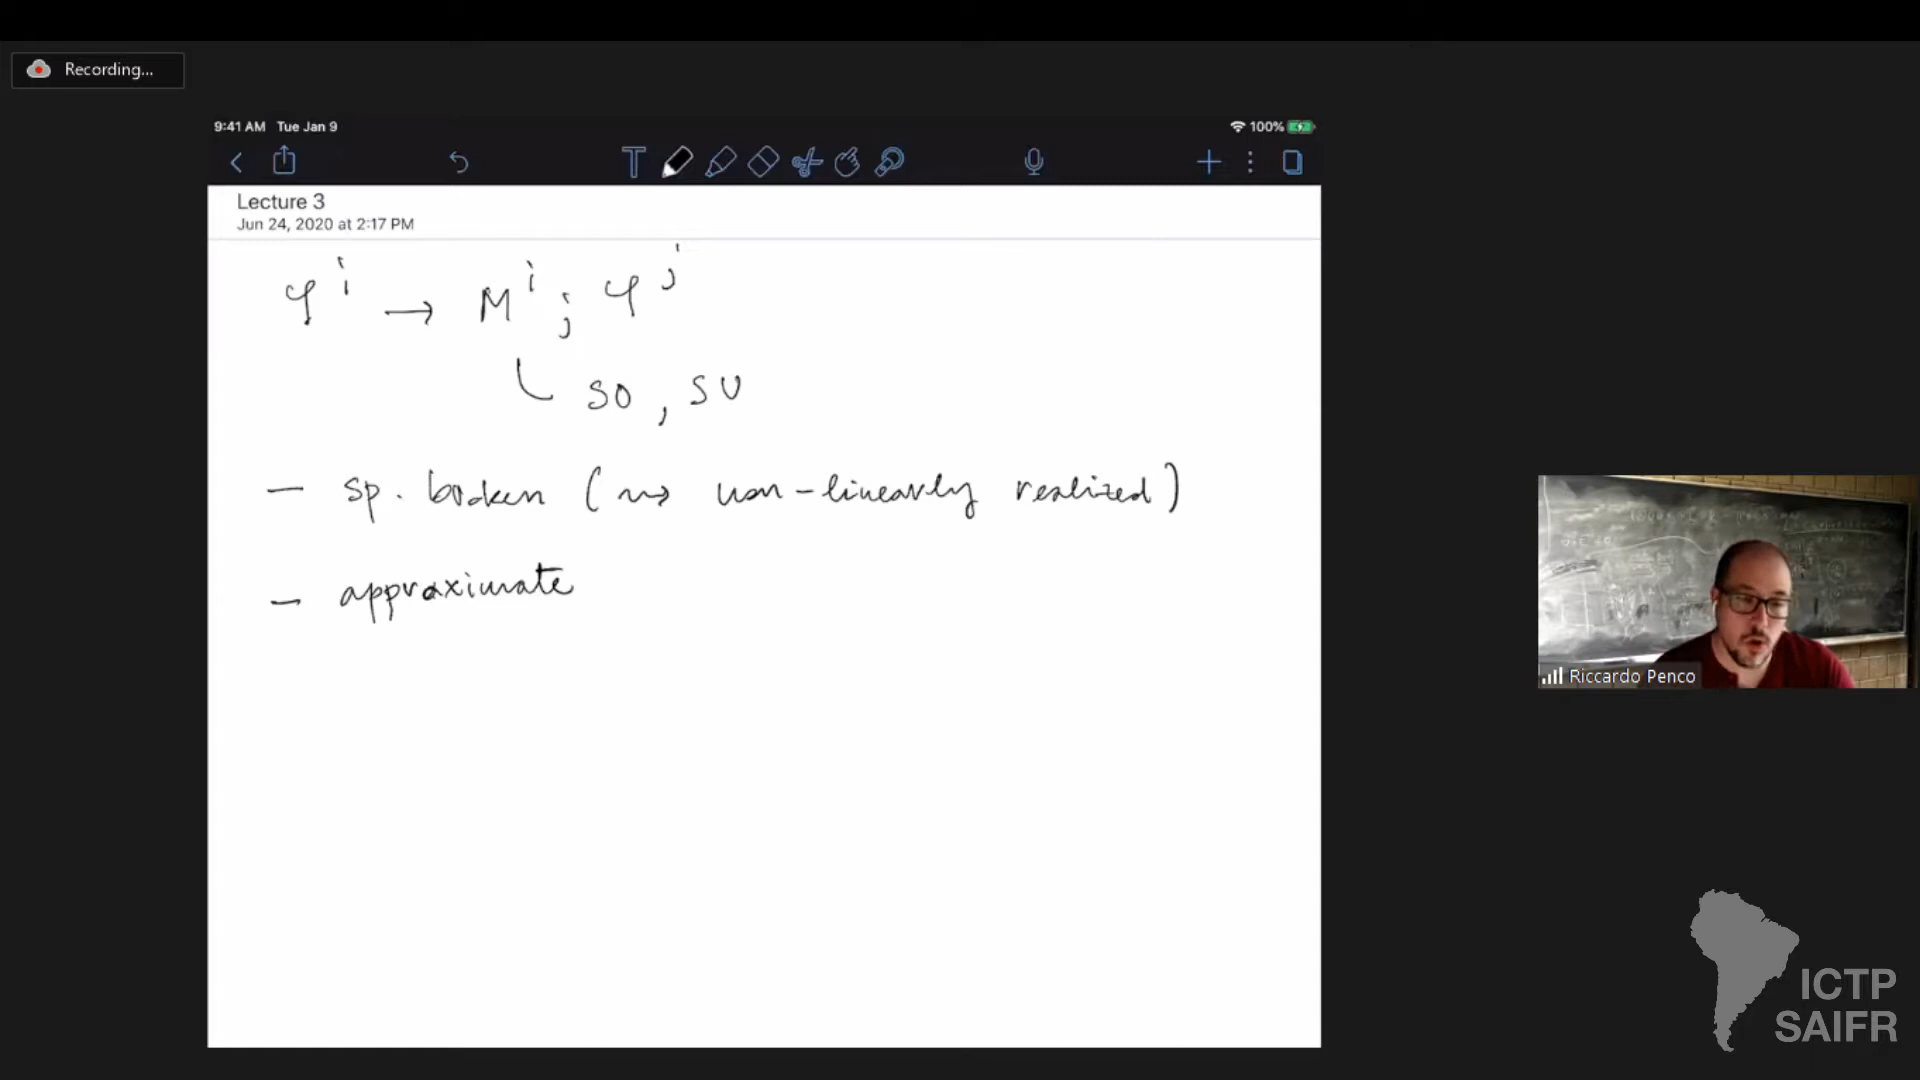 Recording...
9:41 AM Tue Jan 9
100%
Lecture 3
Jun 24, 2020 at 2:17 PM
φ^i → M^i_j φ^j
SO, SU
— sp. broken (⇝ non-linearly realized)
— approximate
Riccardo Penco
ICTP
SAIFR